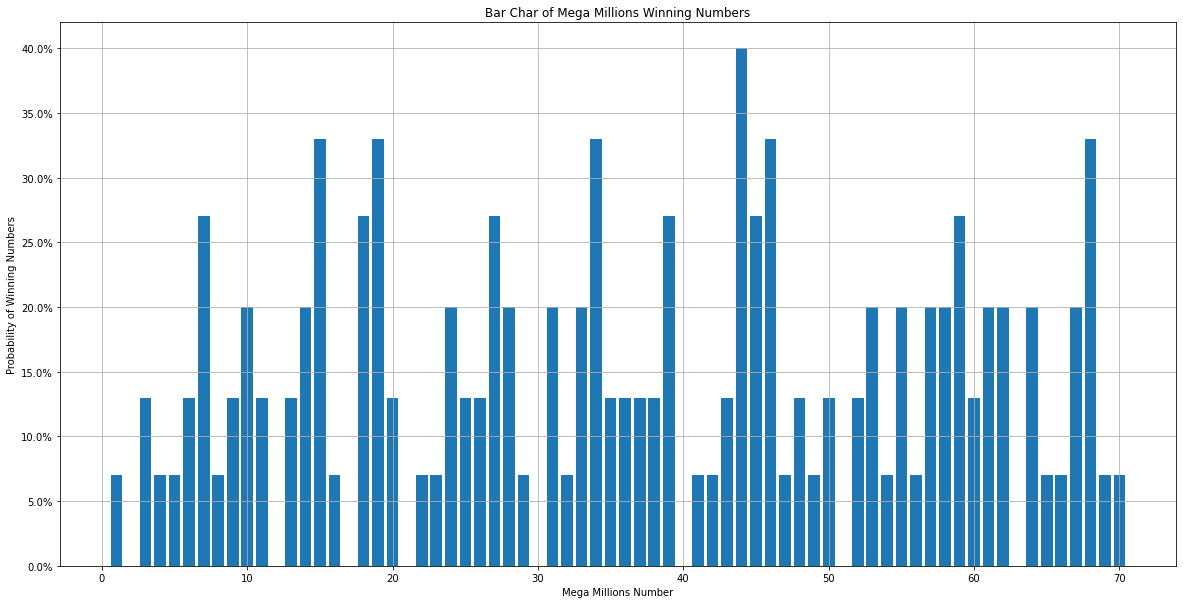 Bar Char of Mega Millions Winning Numbers
40.0%
35.0%
30.0%
25.0%
20.0%
15.0%
10.0%
5.0%
0.0%
Probability of Winning Numbers
0 10 20 30 40 50 60 70
Mega Millions Number